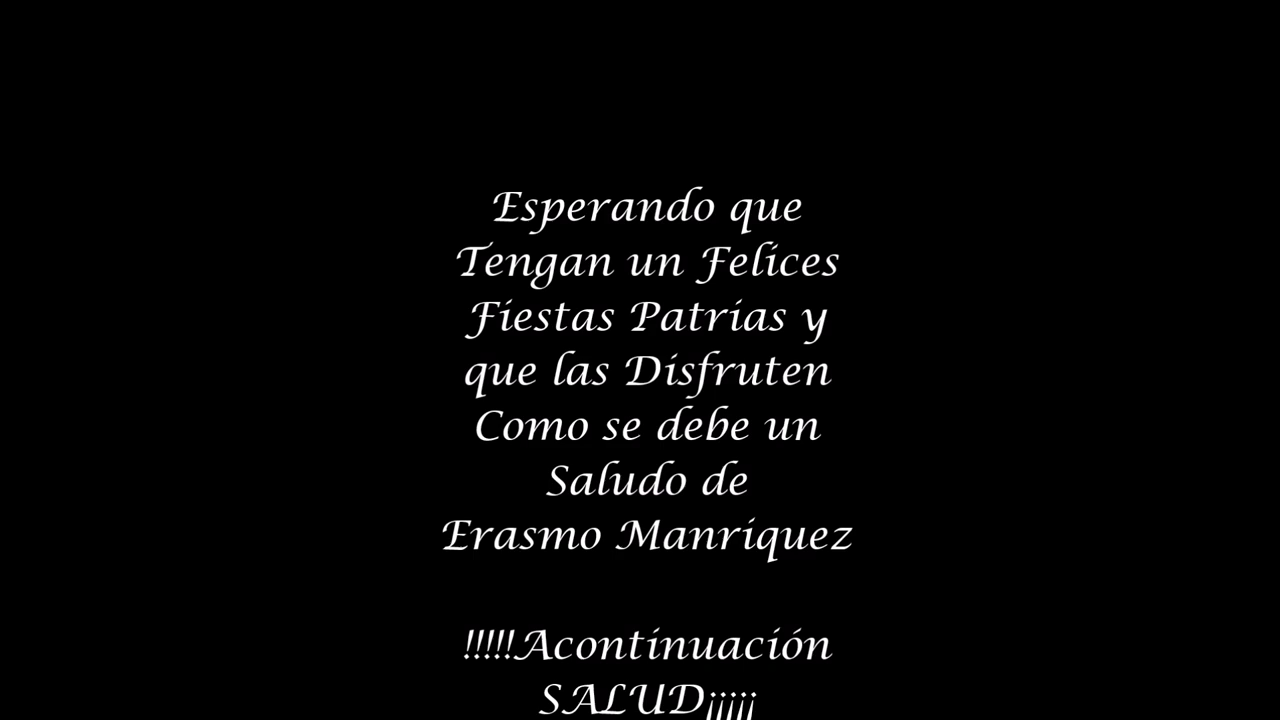 Esperando que
Tengan un Felices
Fiestas Patrias y
que las Disfruten
Como se debe un
Saludo de
Erasmo Manriquez
!!!!!Acontinuación
SALUD¡¡¡¡¡